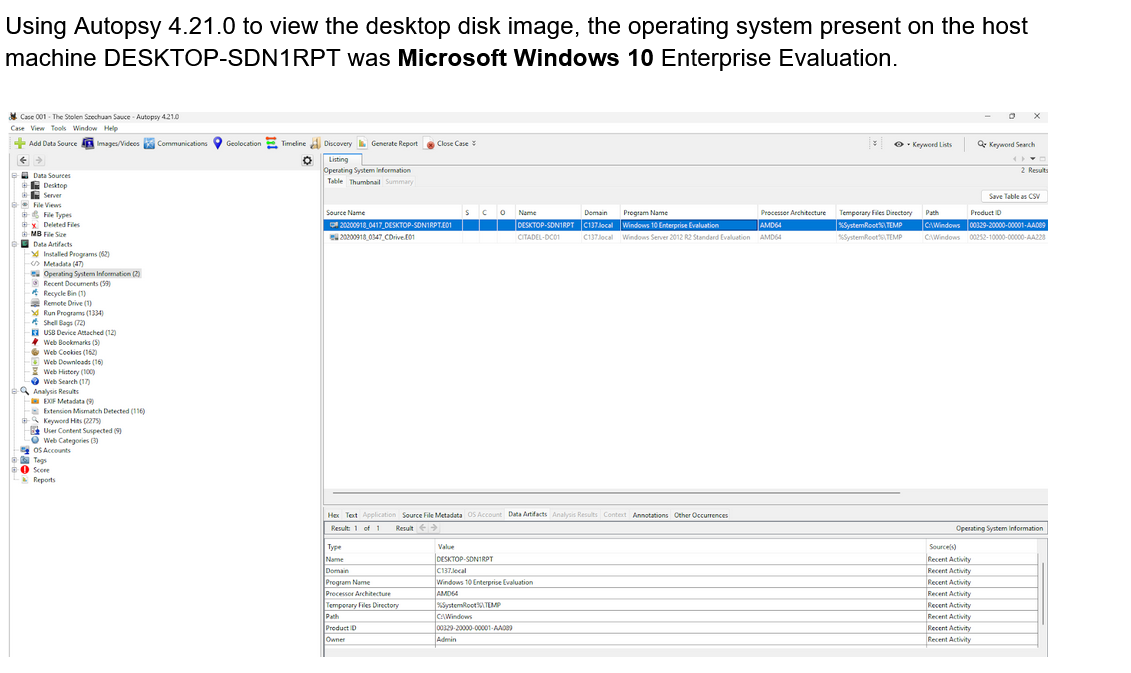 Using Autopsy 4.21.0 to view the desktop disk image, the operating system present on the host
machine DESKTOP-SDN1RPT was Microsoft Windows 10 Enterprise Evaluation.
Case 001 - The Stolen Szechuan Sauce - Autopsy 4.21.0
Case View Tools Window Help
Add Data Source Images/Videos Communications Geolocation Timeline Discovery Generate Report Close Case Keyword Lists Keyword Search
Listing
Operating System Information
2 Results
Table Thumbnail Summary
Save Table as CSV
Source Name S C O Name Domain Program Name Processor Architecture Temporary Files Directory Path Product ID
20200918_0417_DESKTOP-SDN1RPT.E01 DESKTOP-SDN1RPT C137.local Windows 10 Enterprise Evaluation AMD64 %SystemRoot%\TEMP C:\Windows 00329-20000-00001-AA089
20200918_0347_CDrive.E01 CITADEL-DC01 C137.local Windows Server 2012 R2 Standard Evaluation AMD64 %SystemRoot%\TEMP C:\Windows 00252-10000-00000-AA228
Data Sources
Desktop
Server
File Views
File Types
Deleted Files
MB File Size
Data Artifacts
Installed Programs (62)
Metadata (47)
Operating System Information (2)
Recent Documents (59)
Recycle Bin (1)
Remote Drive (1)
Run Programs (1334)
Shell Bags (72)
USB Device Attached (12)
Web Bookmarks (5)
Web Cookies (162)
Web Downloads (16)
Web History (100)
Web Search (17)
Analysis Results
EXIF Metadata (9)
Extension Mismatch Detected (116)
Keyword Hits (2275)
User Content Suspected (9)
Web Categories (3)
OS Accounts
Tags
Score
Reports
Hex Text Application Source File Metadata OS Account Data Artifacts Analysis Results Context Annotations Other Occurrences
Result: 1 of 1 Result Operating System Information
Type Value Source(s)
Name DESKTOP-SDN1RPT Recent Activity
Domain C137.local Recent Activity
Program Name Windows 10 Enterprise Evaluation Recent Activity
Processor Architecture AMD64 Recent Activity
Temporary Files Directory %SystemRoot%\TEMP Recent Activity
Path C:\Windows Recent Activity
Product ID 00329-20000-00001-AA089 Recent Activity
Owner Admin Recent Activity